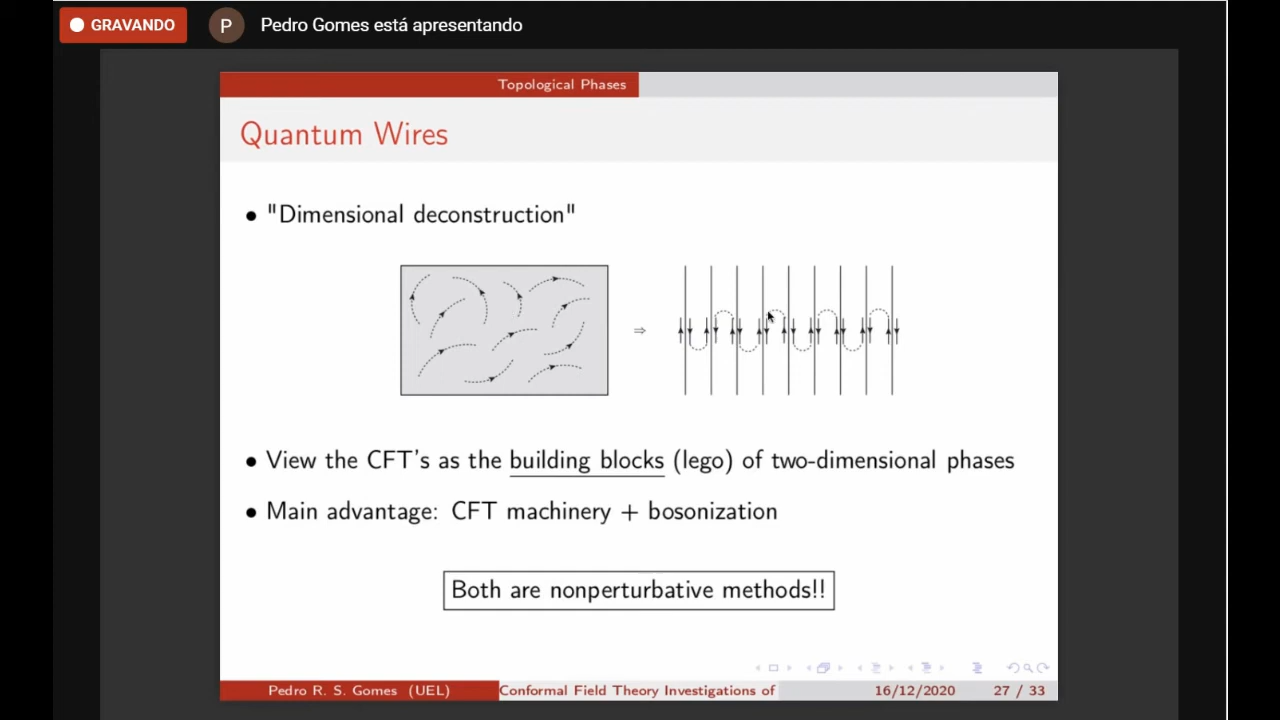 GRAVANDO
P
Pedro Gomes está apresentando
Topological Phases
Quantum Wires
• "Dimensional deconstruction"
⇒
• View the CFT's as the building blocks (lego) of two-dimensional phases
• Main advantage: CFT machinery + bosonization
Both are nonperturbative methods!!
Pedro R. S. Gomes (UEL) Conformal Field Theory Investigations of 16/12/2020 27 / 33